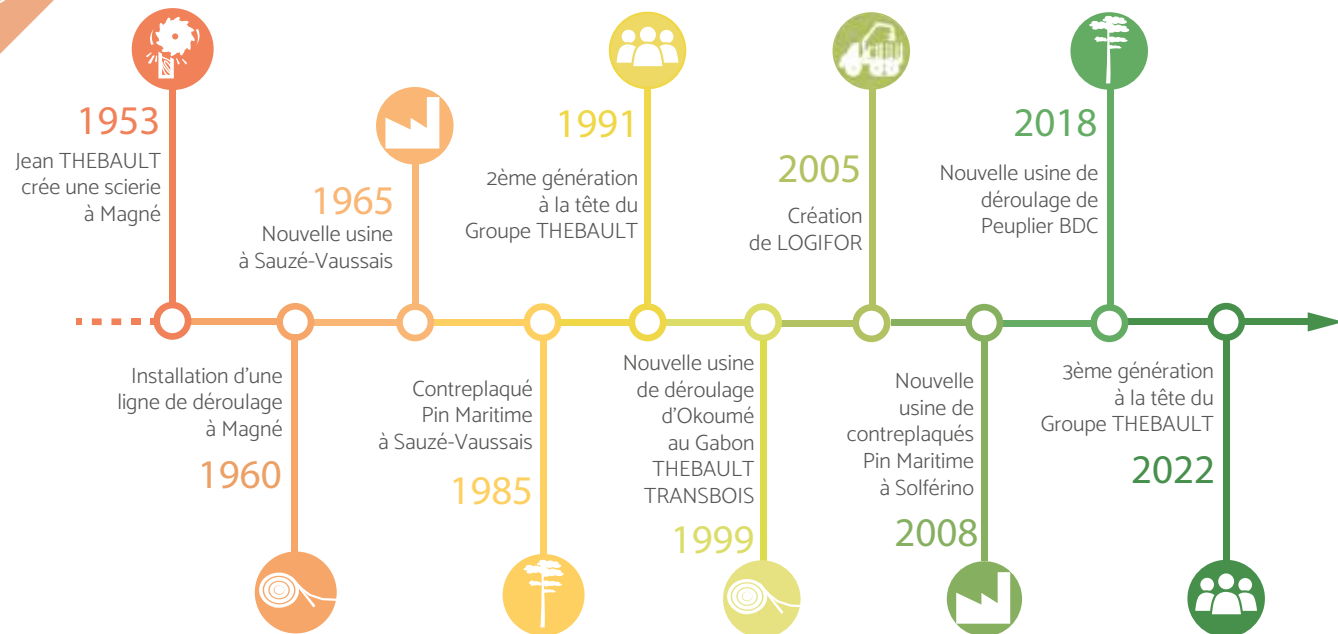 1953
Jean THEBAULT
crée une scierie
à Magné
Installation d'une
ligne de déroulage
à Magné
1960
1965
Nouvelle usine
à Sauzé-Vaussais
Contreplaqué
Pin Maritime
à Sauzé-Vaussais
1985
1991
2ème génération
à la tête du
Groupe THEBAULT
Nouvelle usine
de déroulage
d'Okoumé
au Gabon
THEBAULT
TRANSBOIS
1999
2005
Création
de LOGIFOR
Nouvelle
usine de
contreplaqués
Pin Maritime
à Solférino
2008
2018
Nouvelle usine de
déroulage de
Peuplier BDC
3ème génération
à la tête du
Groupe THEBAULT
2022